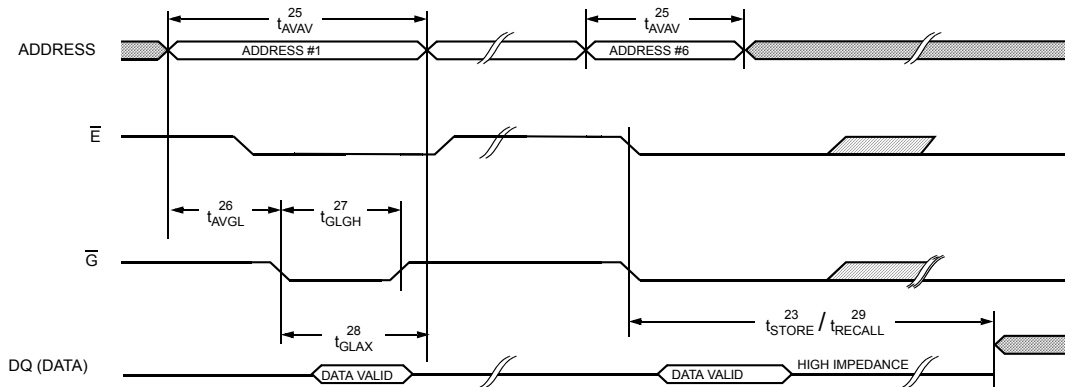 25
tAVAV
25
tAVAV
ADDRESS
ADDRESS #1
ADDRESS #6
E
26
tAVGL
27
tGLGH
G
23
tSTORE / 29
tRECALL
28
tGLAX
DQ (DATA)
DATA VALID
DATA VALID
HIGH IMPEDANCE